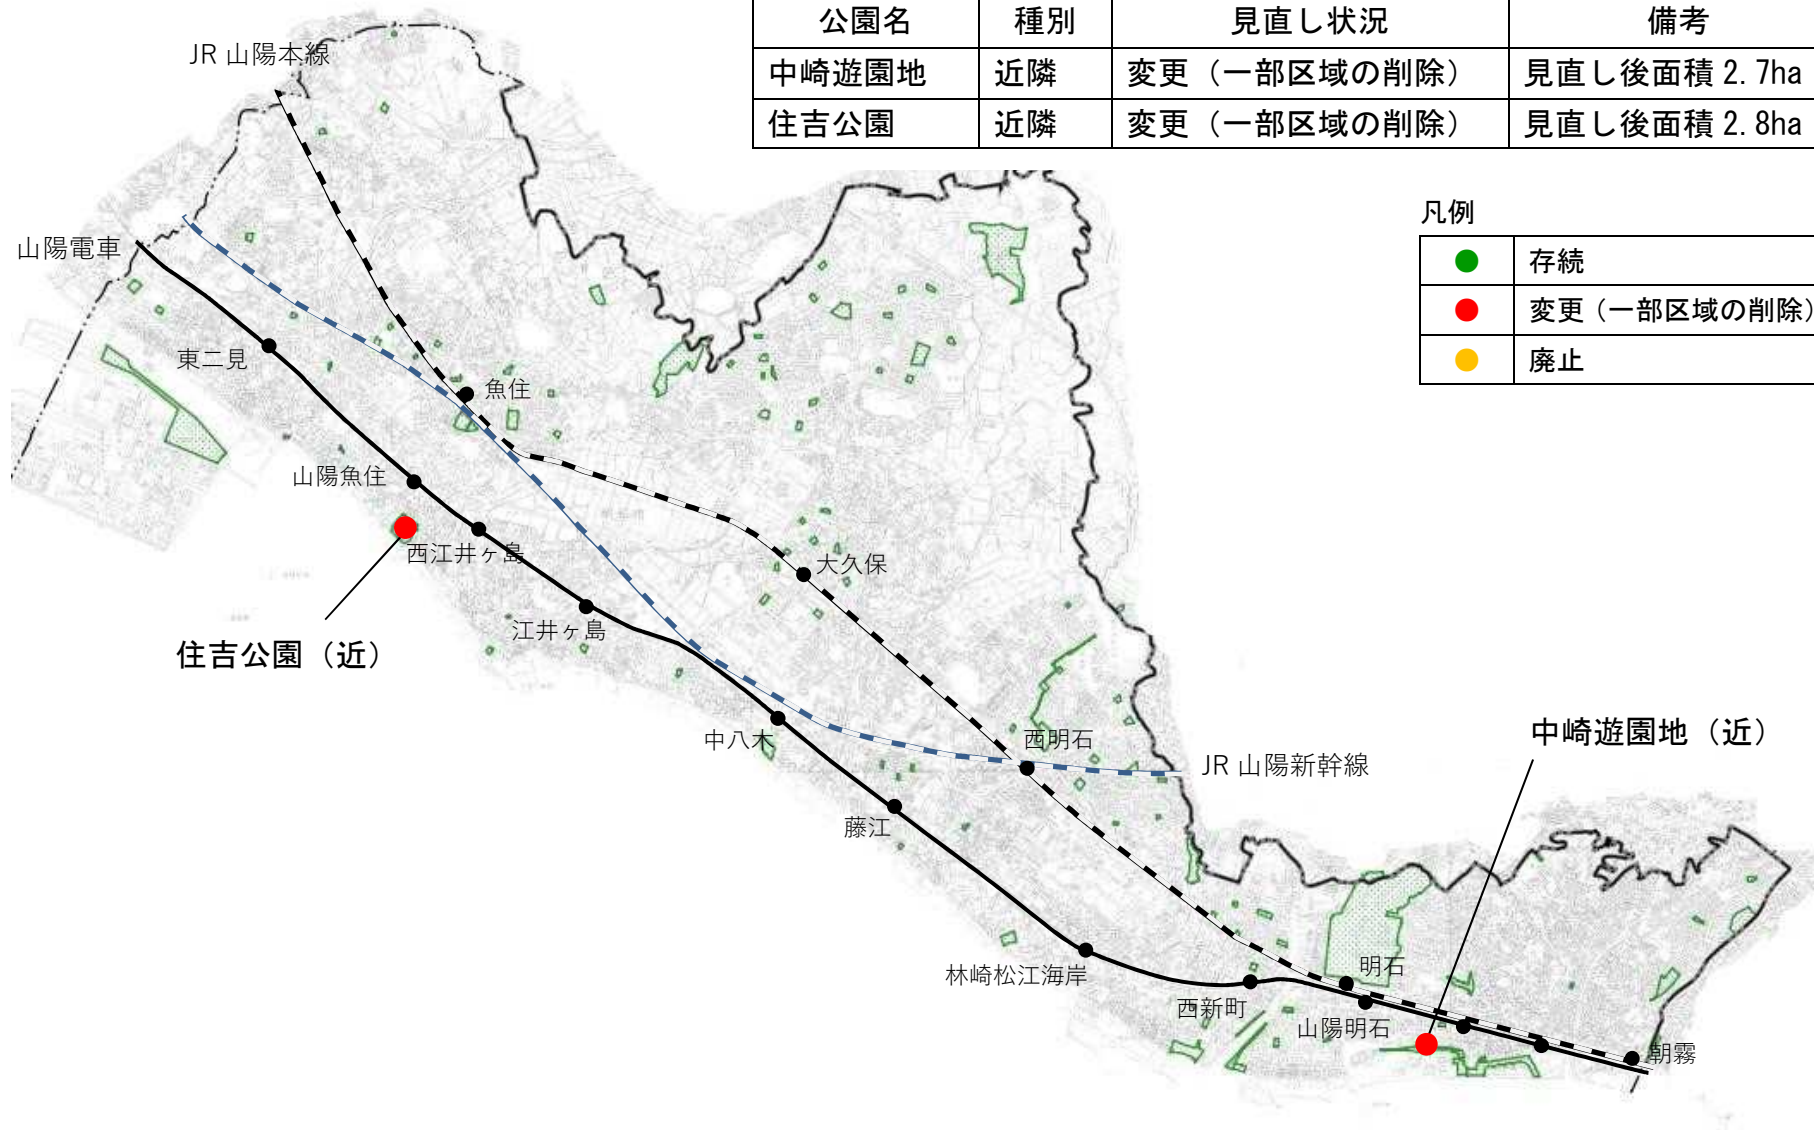 公園名 種別 見直し状況 備考
中崎遊園地 近隣 変更（一部区域の削除） 見直し後面積 2.7ha
住吉公園 近隣 変更（一部区域の削除） 見直し後面積 2.8ha
凡例
存続
変更（一部区域の削除）
廃止
JR 山陽本線
山陽電車
東二見
魚住
山陽魚住
西江井ヶ島
大久保
江井ヶ島
住吉公園（近）
中八木
西明石
中崎遊園地（近）
JR 山陽新幹線
藤江
林崎松江海岸
明石
西新町
山陽明石
朝霧